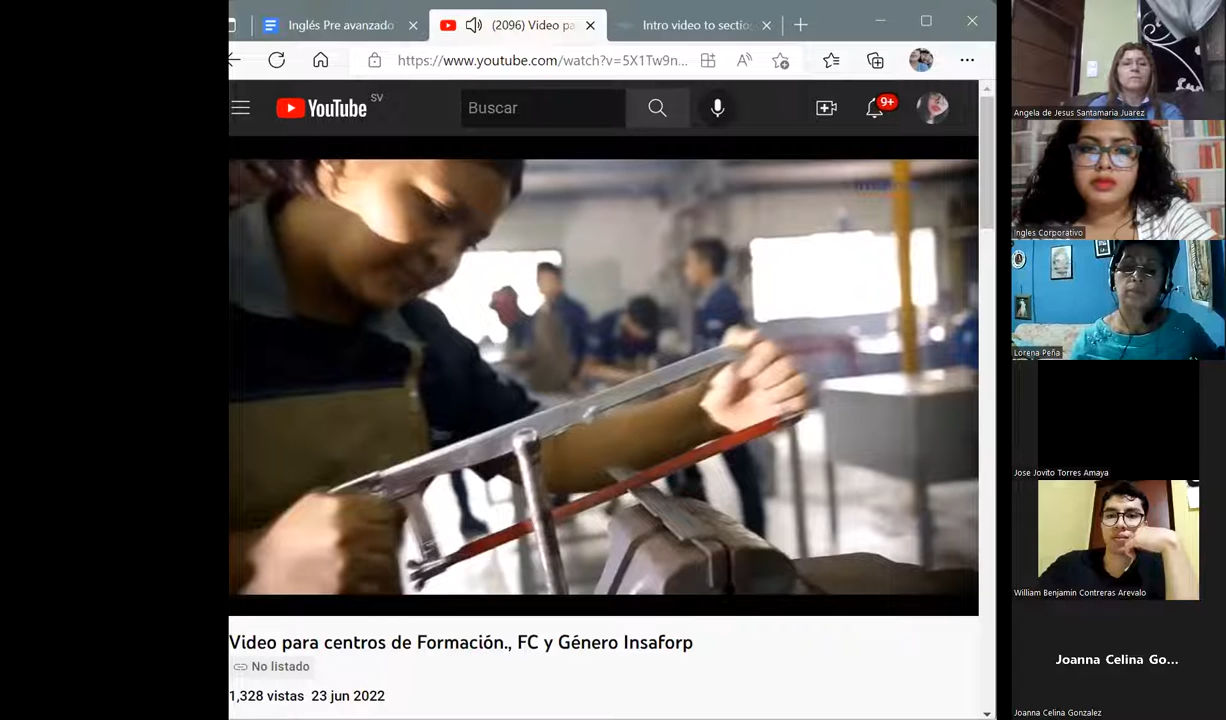 Inglés Pre avanzado
(2096) Video pa
Intro video to sectio
https://www.youtube.com/watch?v=5X1Tw9n...
YouTube SV
Buscar
9+
Video para centros de Formación., FC y Género Insaforp
No listado
1,328 vistas 23 jun 2022
Angela de Jesus Santamaria Juarez
Ingles Corporativo
Lorena Peña
Jose Jovito Torres Amaya
William Benjamin Contreras Arevalo
Joanna Celina Go...
Joanna Celina Gonzalez